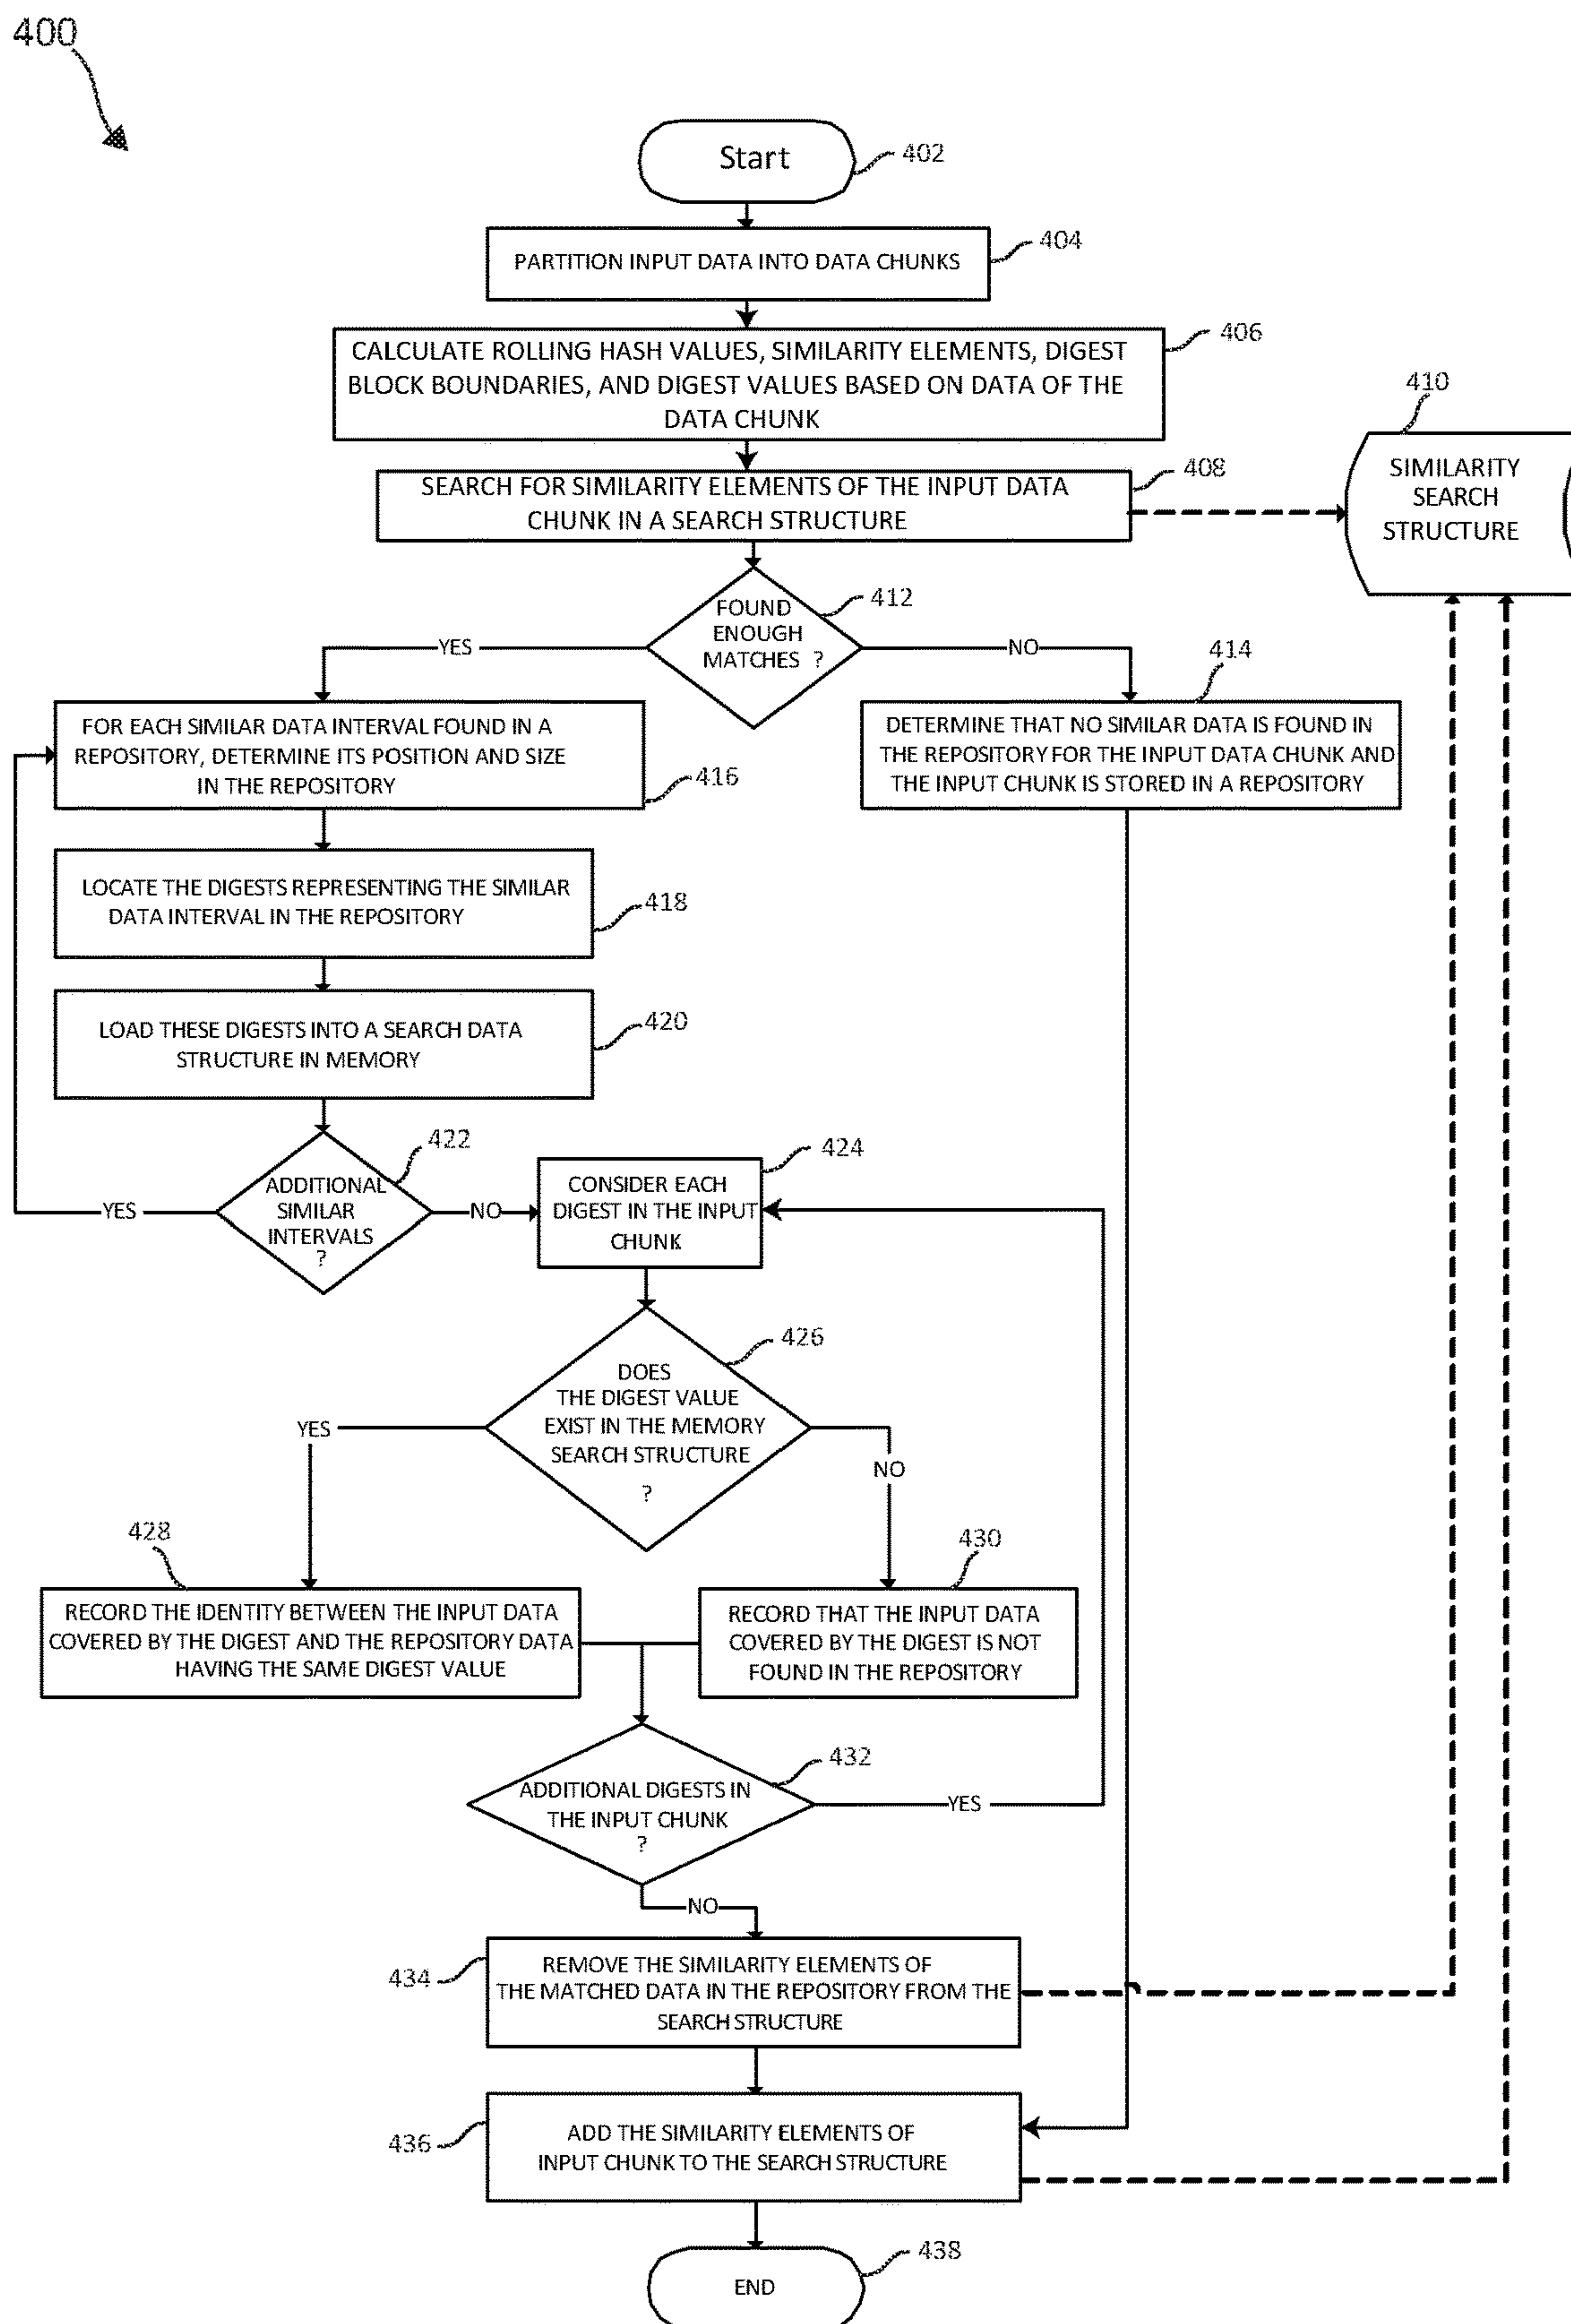 400
Start
402
PARTITION INPUT DATA INTO DATA CHUNKS
404
CALCULATE ROLLING HASH VALUES, SIMILARITY ELEMENTS, DIGEST
BLOCK BOUNDARIES, AND DIGEST VALUES BASED ON DATA OF THE
DATA CHUNK
406
SEARCH FOR SIMILARITY ELEMENTS OF THE INPUT DATA
CHUNK IN A SEARCH STRUCTURE
408
410
SIMILARITY
SEARCH
STRUCTURE
FOUND
ENOUGH
MATCHES ?
412
YES
NO
414
FOR EACH SIMILAR DATA INTERVAL FOUND IN A
REPOSITORY, DETERMINE ITS POSITION AND SIZE
IN THE REPOSITORY
416
DETERMINE THAT NO SIMILAR DATA IS FOUND IN
THE REPOSITORY FOR THE INPUT DATA CHUNK AND
THE INPUT CHUNK IS STORED IN A REPOSITORY
LOCATE THE DIGESTS REPRESENTING THE SIMILAR
DATA INTERVAL IN THE REPOSITORY
418
LOAD THESE DIGESTS INTO A SEARCH DATA
STRUCTURE IN MEMORY
420
ADDITIONAL
SIMILAR
INTERVALS
?
422
YES
NO
CONSIDER EACH
DIGEST IN THE INPUT
CHUNK
424
DOES
THE DIGEST VALUE
EXIST IN THE MEMORY
SEARCH STRUCTURE
?
426
YES
NO
428
RECORD THE IDENTITY BETWEEN THE INPUT DATA
COVERED BY THE DIGEST AND THE REPOSITORY DATA
HAVING THE SAME DIGEST VALUE
430
RECORD THAT THE INPUT DATA
COVERED BY THE DIGEST IS NOT
FOUND IN THE REPOSITORY
ADDITIONAL DIGESTS IN
THE INPUT CHUNK
?
432
YES
NO
434
REMOVE THE SIMILARITY ELEMENTS OF
THE MATCHED DATA IN THE REPOSITORY FROM THE
SEARCH STRUCTURE
436
ADD THE SIMILARITY ELEMENTS OF
INPUT CHUNK TO THE SEARCH STRUCTURE
END
438